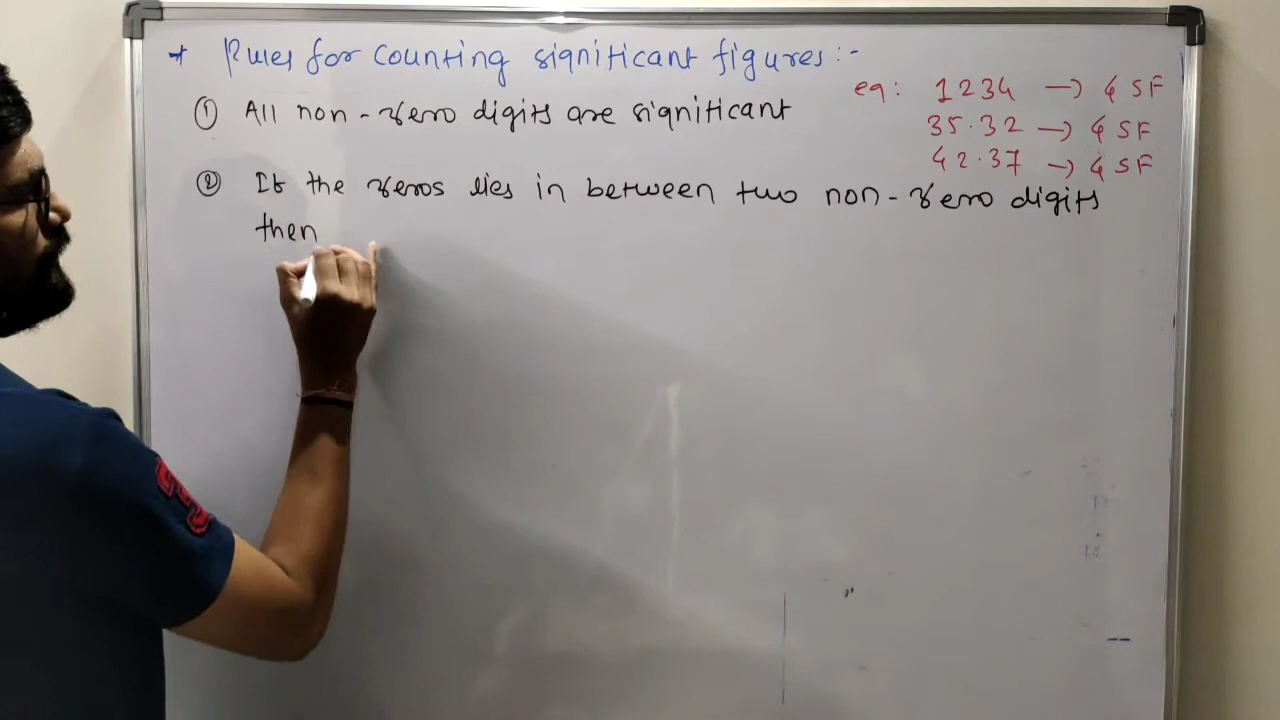 * Rules for counting significant figures :-
① All non-zero digits are significant
eg: 1234 → 4 SF
35.32 → 4 SF
42.37 → 4 SF
② If the zeros lies in between two non-zero digits
then